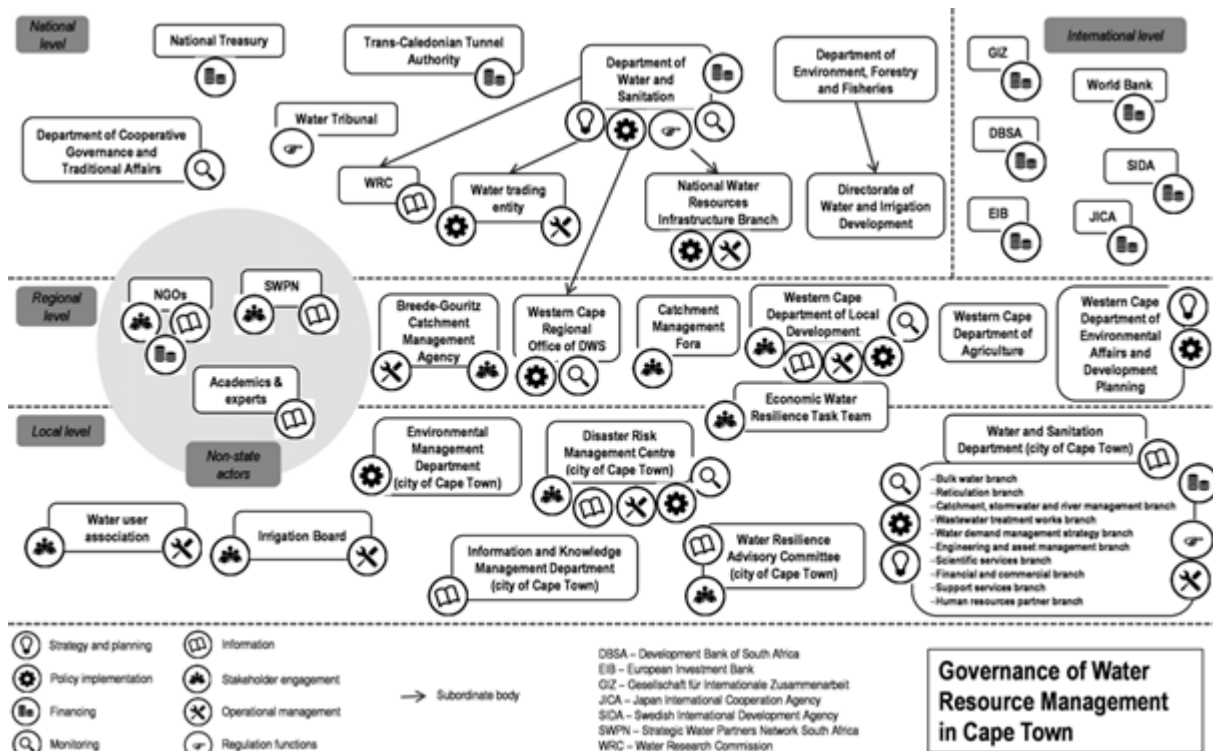 National
level
National Treasury
Trans-Caledonian Tunnel
Authority
Department of
Water and
Sanitation
Department of
Environment, Forestry
and Fisheries
International level
GIZ
World Bank
DBSA
SIDA
EIB
JICA
Department of Cooperative
Governance and
Traditional Affairs
Water Tribunal
WRC
Water trading
entity
National Water
Resources
Infrastructure Branch
Directorate of
Water and Irrigation
Development
Regional
level
NGOs
SWPN
Academics &
experts
Non-state
actors
Breede-Gouritz
Catchment
Management
Agency
Western Cape
Regional
Office of DWS
Catchment
Management
Fora
Western Cape
Department of Local
Development
Western Cape
Department of
Agriculture
Western Cape
Department of
Environmental
Affairs and
Development
Planning
Economic Water
Resilience Task Team
Local level
Environmental
Management
Department
(city of Cape Town)
Disaster Risk
Management Centre
(city of Cape Town)
Water and Sanitation
Department (city of Cape Town)
–Bulk water branch
–Reticulation branch
–Catchment, stormwater and river management branch
–Wastewater treatment works branch
–Water demand management strategy branch
–Engineering and asset management branch
–Scientific services branch
–Financial and commercial branch
–Support services branch
–Human resources partner branch
Water user
association
Irrigation Board
Information and Knowledge
Management Department
(city of Cape Town)
Water Resilience
Advisory Committee
(city of Cape Town)
Strategy and planning
Policy implementation
Financing
Monitoring
Information
Stakeholder engagement
Operational management
Regulation functions
Subordinate body
DBSA – Development Bank of South Africa
EIB – European Investment Bank
GIZ – Gesellschaft für Internationale Zusammenarbeit
JICA – Japan International Cooperation Agency
SIDA – Swedish International Development Agency
SWPN – Strategic Water Partners Network South Africa
WRC – Water Research Commission
Governance of Water
Resource Management
in Cape Town